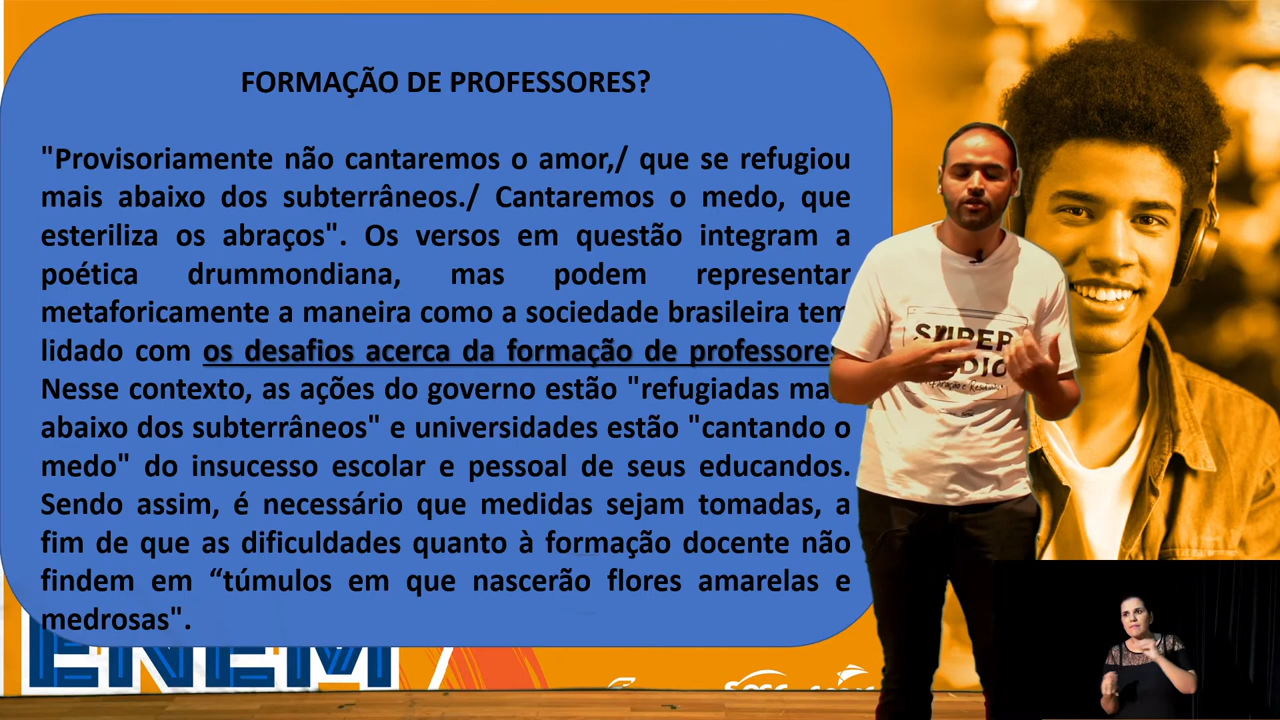 FORMAÇÃO DE PROFESSORES?
"Provisoriamente não cantaremos o amor,/ que se refugiou
mais abaixo dos subterrâneos./ Cantaremos o medo, que
esteriliza os abraços". Os versos em questão integram a
poética drummondiana, mas podem representar
metaforicamente a maneira como a sociedade brasileira tem
lidado com os desafios acerca da formação de professores
Nesse contexto, as ações do governo estão "refugiadas
abaixo dos subterrâneos" e universidades estão "cantando o
medo" do insucesso escolar e pessoal de seus educandos.
Sendo assim, é necessário que medidas sejam tomadas, a
fim de que as dificuldades quanto à formação docente não
findem em “túmulos em que nascerão flores amarelas e
medrosas".
SUPER
ENEM